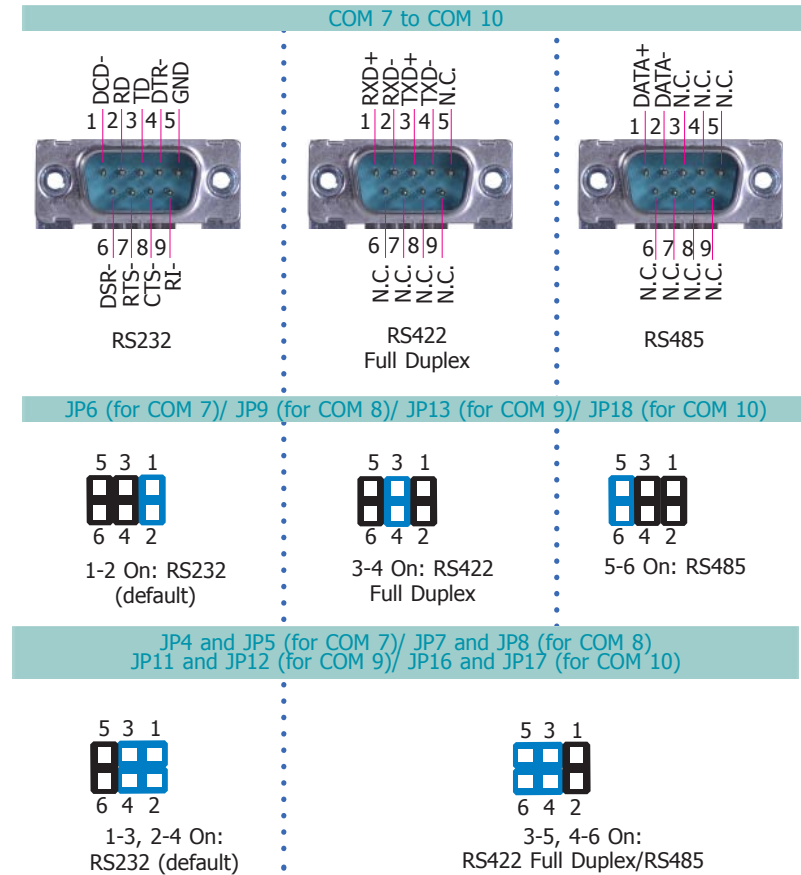 COM 7 to COM 10
DCD- RD TD DTR- GND
1 2 3 4 5
6 7 8 9
DSR- RTS- CTS- RI-
RS232
RXD+ RXD- TXD+ TXD- N.C.
1 2 3 4 5
6 7 8 9
N.C. N.C. N.C. N.C.
RS422
Full Duplex
DATA+ DATA- N.C. N.C. N.C.
1 2 3 4 5
6 7 8 9
N.C. N.C. N.C. N.C.
RS485
JP6 (for COM 7)/ JP9 (for COM 8)/ JP13 (for COM 9)/ JP18 (for COM 10)
5 3 1
6 4 2
1-2 On: RS232
(default)
5 3 1
6 4 2
3-4 On: RS422
Full Duplex
5 3 1
6 4 2
5-6 On: RS485
JP4 and JP5 (for COM 7)/ JP7 and JP8 (for COM 8)
JP11 and JP12 (for COM 9)/ JP16 and JP17 (for COM 10)
5 3 1
6 4 2
1-3, 2-4 On:
RS232 (default)
5 3 1
6 4 2
3-5, 4-6 On:
RS422 Full Duplex/RS485